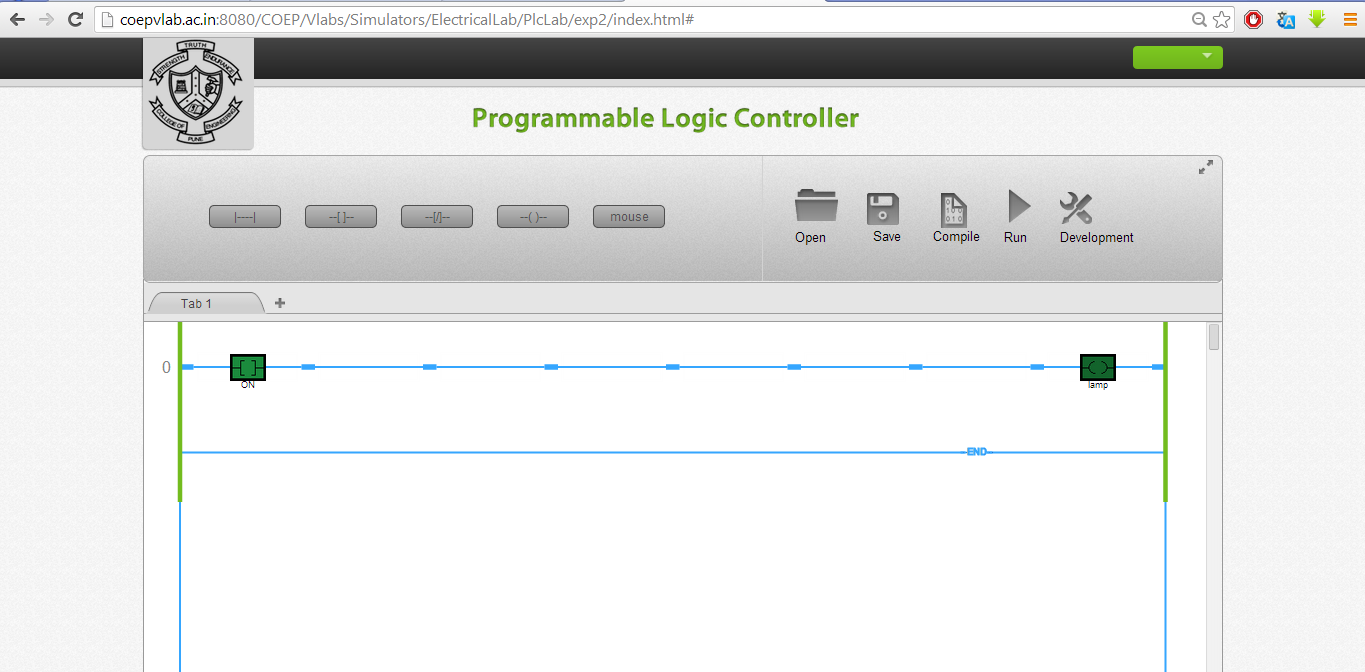 coepvlab.ac.in:8080/COEP/Vlabs/Simulators/ElectricalLab/PlcLab/exp2/index.html#
TRUTH
STRENGTH ENDURANCE
COLLEGE OF ENGINEERING
PUNE
Programmable Logic Controller
|----| --[ ]-- --[/]-- --( )-- mouse
Open Save Compile Run Development
Tab 1
0
ON lamp
END